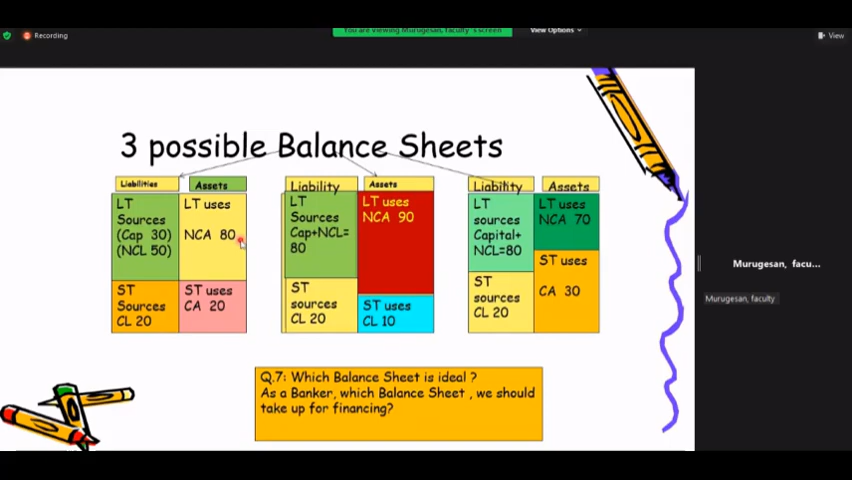 Recording
You are viewing Murugesan, faculty's screen
View Options
View
3 possible Balance Sheets
Liabilities
Assets
LT
Sources
(Cap 30)
(NCL 50)
LT uses
NCA 80
ST
Sources
CL 20
ST uses
CA 20
Liability
Assets
LT
Sources
Cap+NCL=
80
LT uses
NCA 90
ST
sources
CL 20
ST uses
CL 10
Liability
Assets
LT
sources
Capital+
NCL=80
LT uses
NCA 70
ST
sources
CL 20
ST uses
CA 30
Q.7: Which Balance Sheet is ideal ?
As a Banker, which Balance Sheet , we should
take up for financing?
Murugesan, facu...
Murugesan, faculty